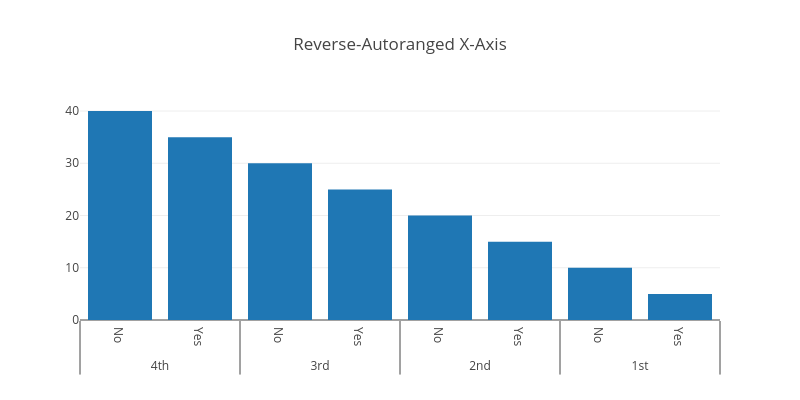 Reverse-Autoranged X-Axis
40
30
20
10
0
No Yes No Yes No Yes No Yes
4th 3rd 2nd 1st